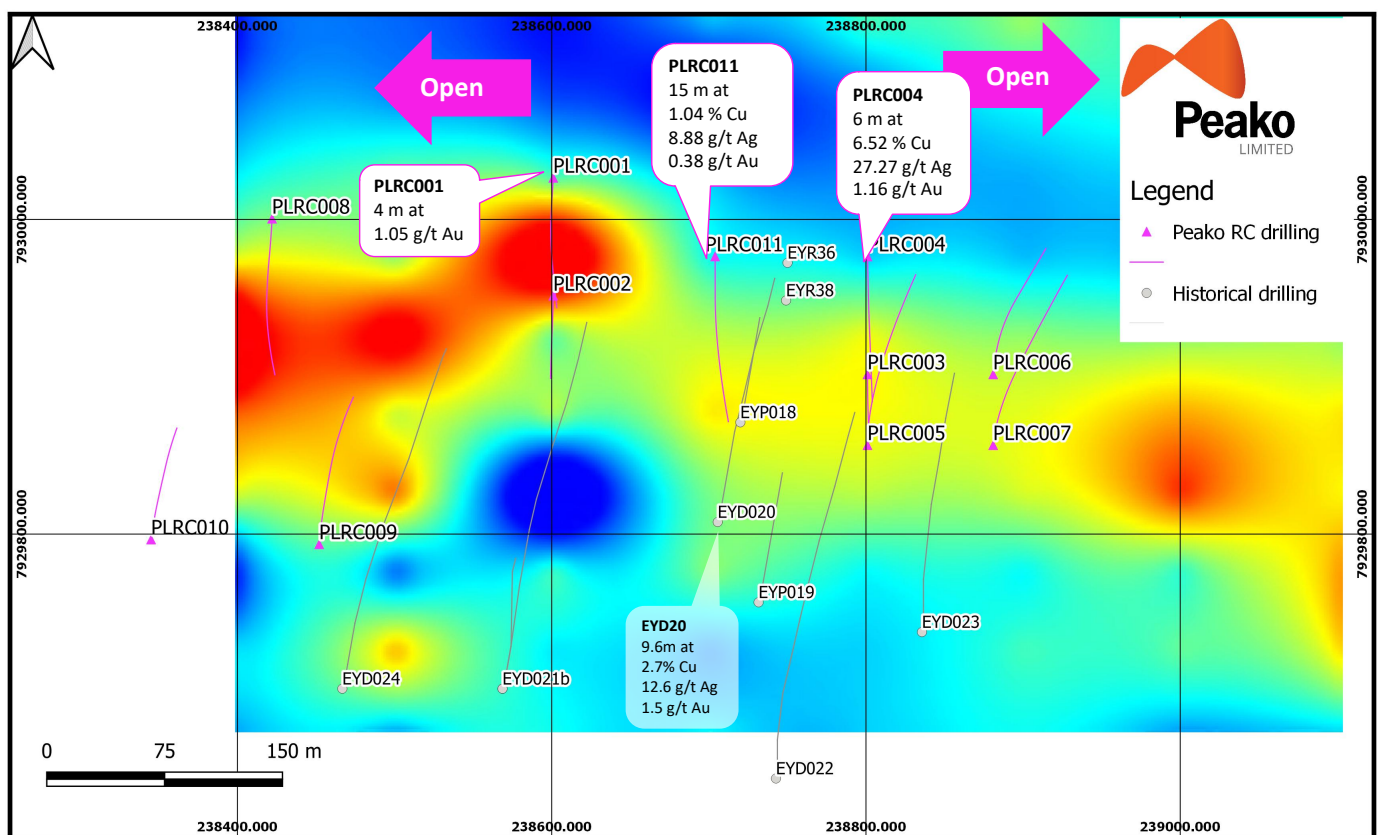 238400.000
238600.000
238800.000
Open
Open
PLRC011
15 m at
1.04 % Cu
8.88 g/t Ag
0.38 g/t Au
PLRC004
6 m at
6.52 % Cu
27.27 g/t Ag
1.16 g/t Au
Peako
LIMITED
Legend
Peako RC drilling
Historical drilling
PLRC001
4 m at
1.05 g/t Au
PLRC001
PLRC008
7930000.000
7930000.000
PLRC011
EYR36
PLRC004
PLRC002
EYR38
PLRC003
PLRC006
EYP018
PLRC005
PLRC007
EYD020
PLRC010
PLRC009
7929800.000
7929800.000
EYP019
EYD20
9.6m at
2.7% Cu
12.6 g/t Ag
1.5 g/t Au
EYD023
EYD024
EYD021b
EYD022
0 75 150 m
238400.000
238600.000
238800.000
239000.000